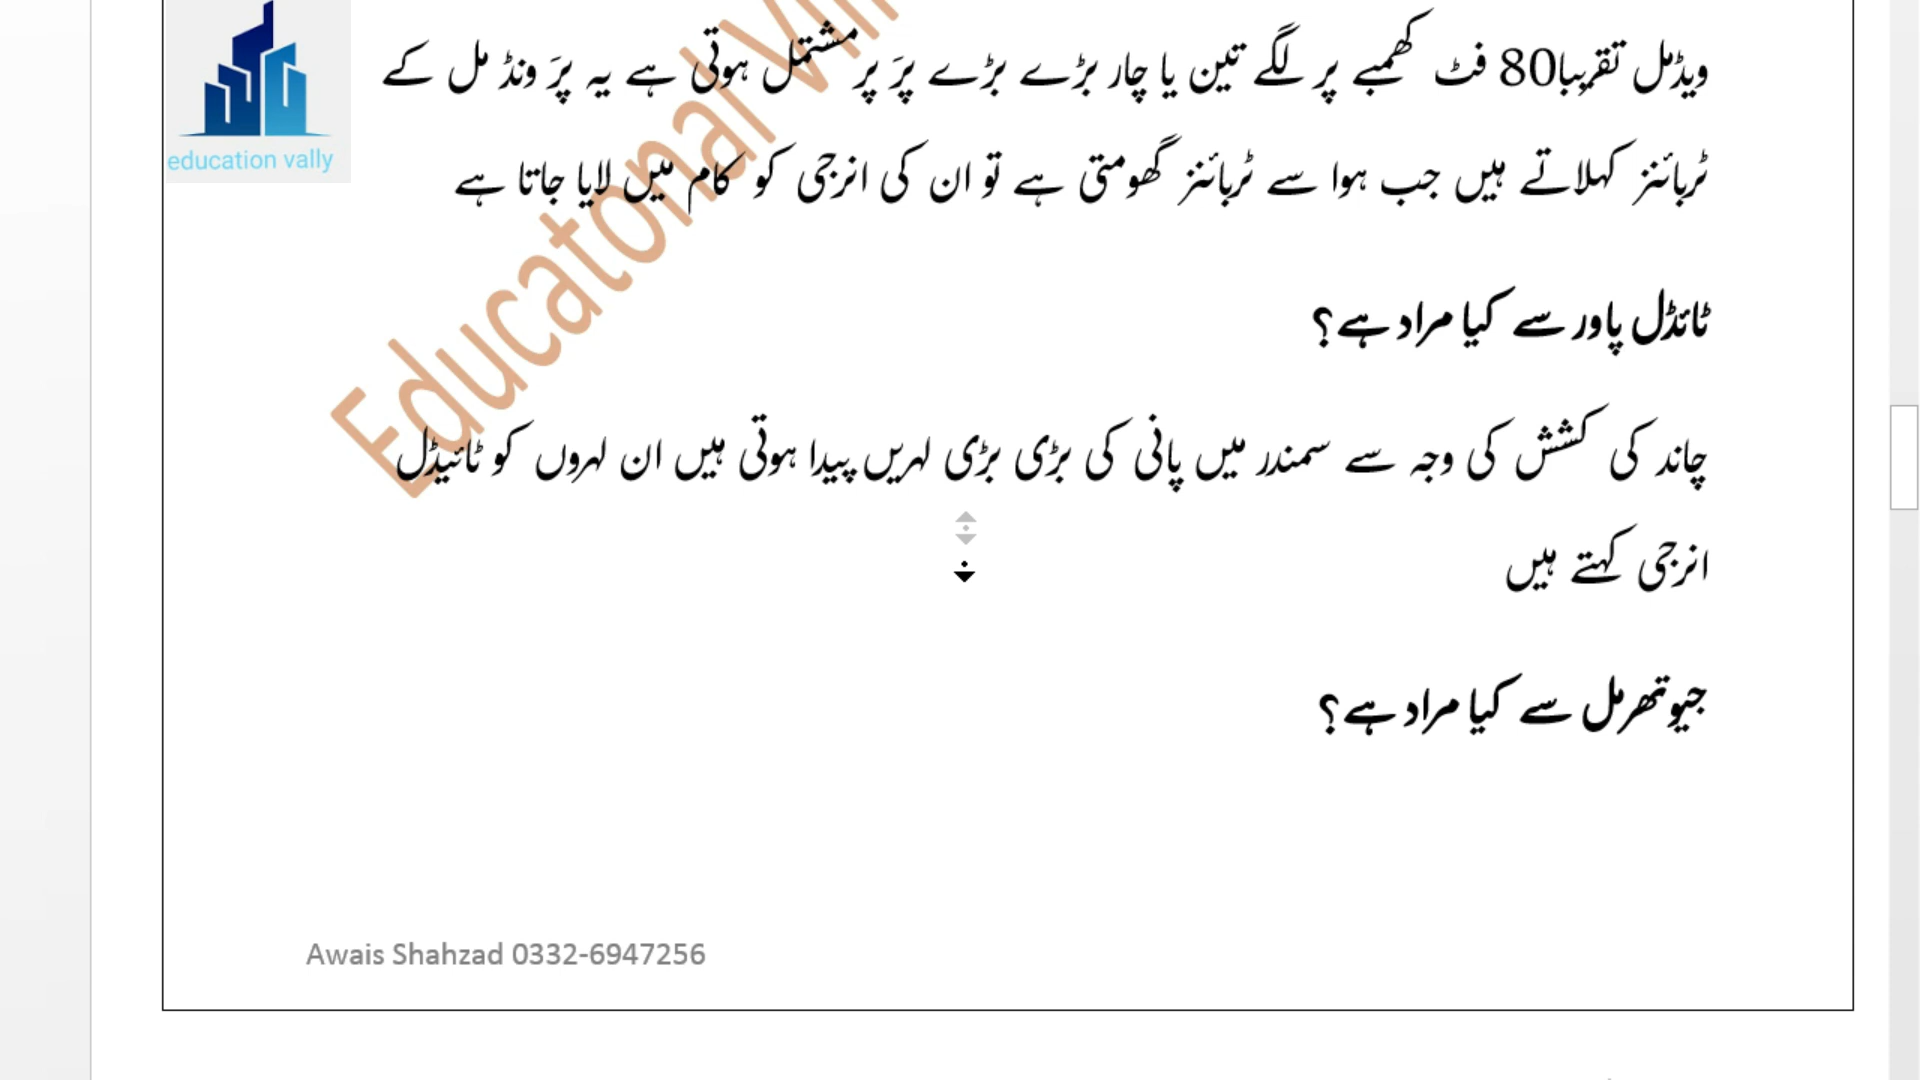 education vally
ویڈمل تقریبا80 فٹ کھمبے پر لگے تین یا چار بڑے بڑے پَر پر مشتمل ہوتی ہے یہ پَر ونڈ مل کے
ٹربائنز کہلاتے ہیں جب ہوا سے ٹربائنز گھومتی ہے تو ان کی انرجی کو کام میں لایا جاتا ہے
ٹائڈل پاور سے کیا مراد ہے؟
چاند کی کشش کی وجہ سے سمندر میں پانی کی بڑی بڑی لہریں پیدا ہوتی ہیں ان لہروں کو ٹائیڈل
انرجی کہتے ہیں
جیوتھرمل سے کیا مراد ہے؟
Educatonal
Awais Shahzad 0332-6947256